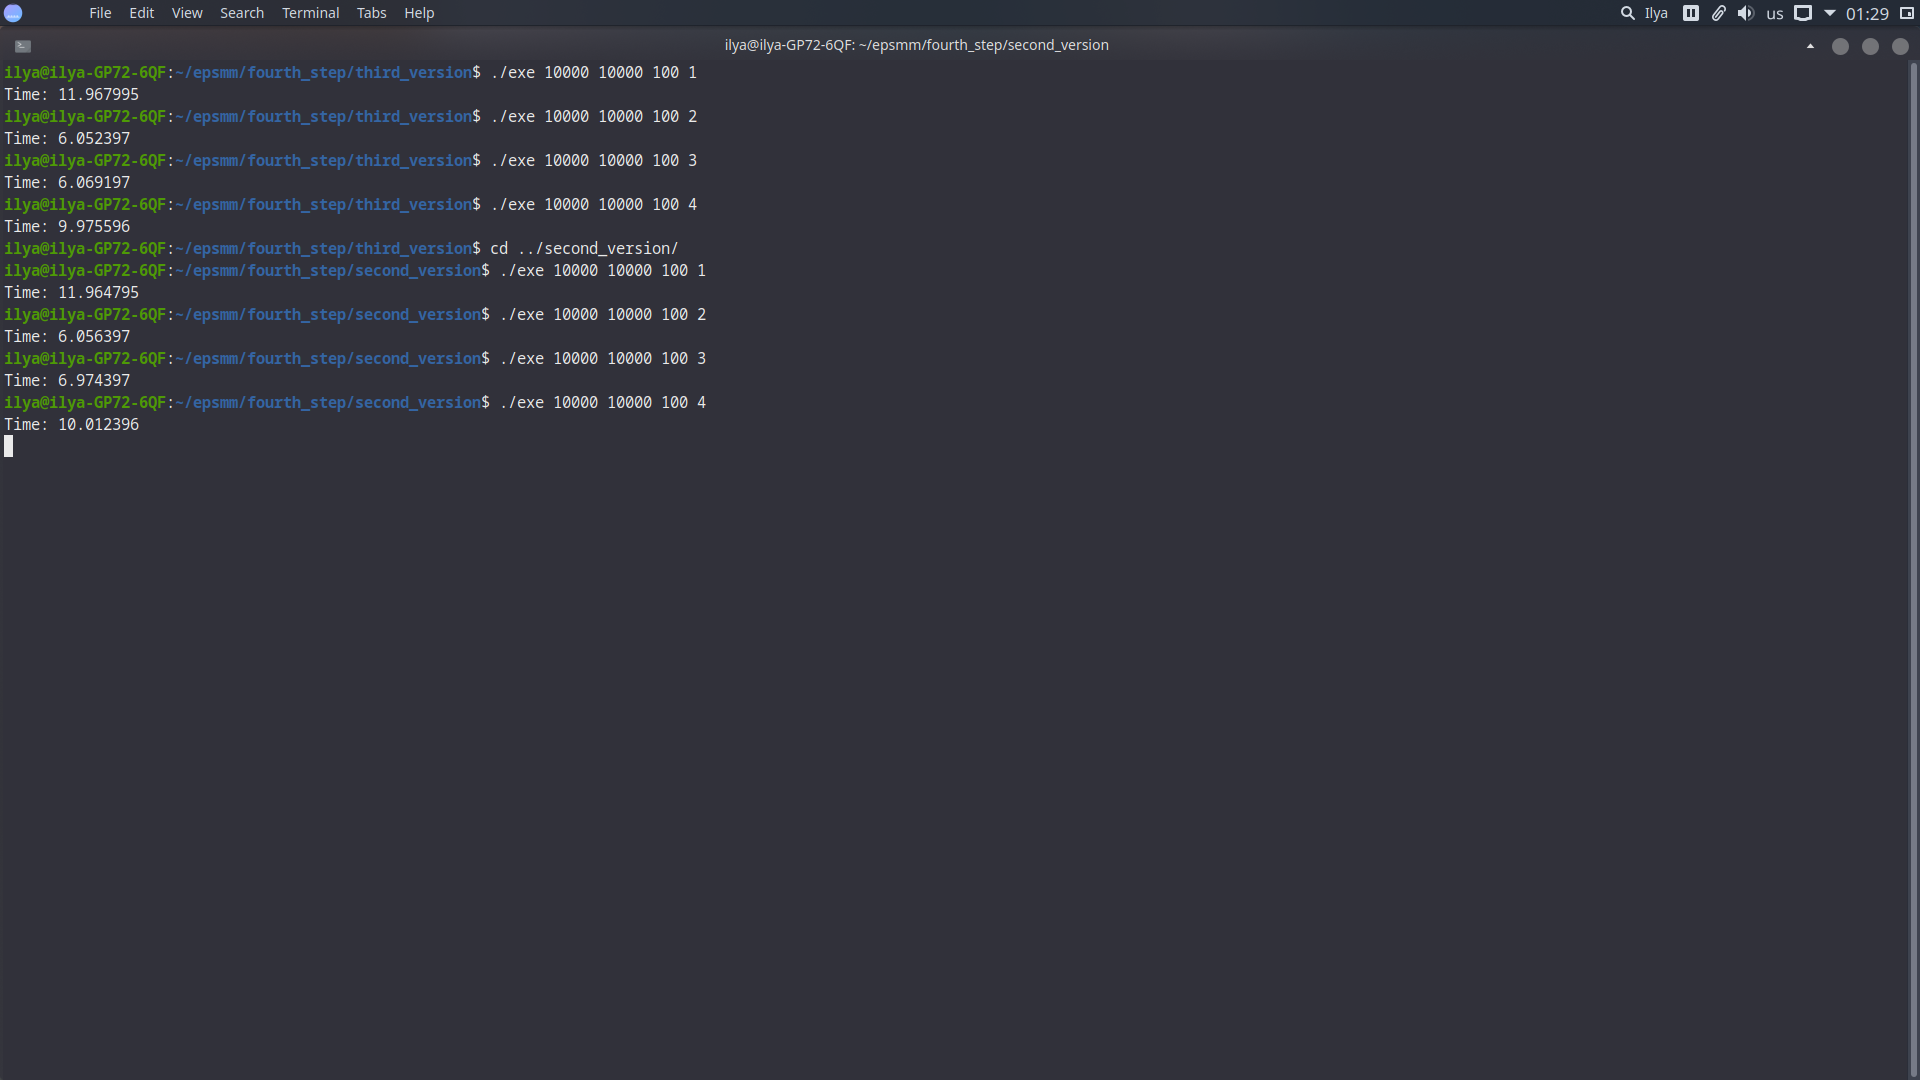 File Edit View Search Terminal Tabs Help Ilya us 01:29
ilya@ilya-GP72-6QF: ~/epsmm/fourth_step/second_version
ilya@ilya-GP72-6QF:~/epsmm/fourth_step/third_version$ ./exe 10000 10000 100 1
Time: 11.967995
ilya@ilya-GP72-6QF:~/epsmm/fourth_step/third_version$ ./exe 10000 10000 100 2
Time: 6.052397
ilya@ilya-GP72-6QF:~/epsmm/fourth_step/third_version$ ./exe 10000 10000 100 3
Time: 6.069197
ilya@ilya-GP72-6QF:~/epsmm/fourth_step/third_version$ ./exe 10000 10000 100 4
Time: 9.975596
ilya@ilya-GP72-6QF:~/epsmm/fourth_step/third_version$ cd ../second_version/
ilya@ilya-GP72-6QF:~/epsmm/fourth_step/second_version$ ./exe 10000 10000 100 1
Time: 11.964795
ilya@ilya-GP72-6QF:~/epsmm/fourth_step/second_version$ ./exe 10000 10000 100 2
Time: 6.056397
ilya@ilya-GP72-6QF:~/epsmm/fourth_step/second_version$ ./exe 10000 10000 100 3
Time: 6.974397
ilya@ilya-GP72-6QF:~/epsmm/fourth_step/second_version$ ./exe 10000 10000 100 4
Time: 10.012396